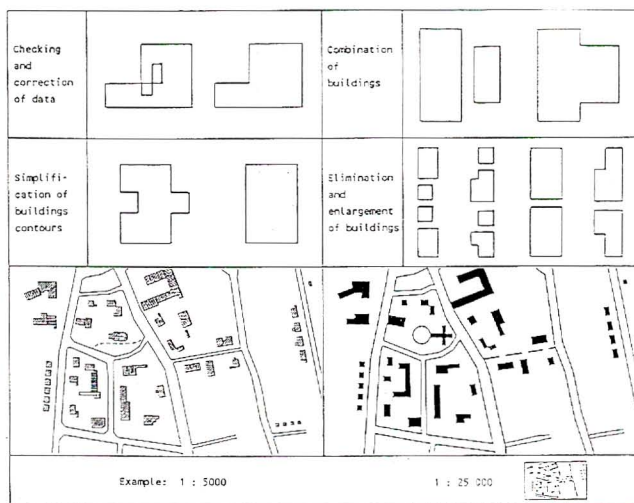 Checking
and
correction
of data
Combination
of
buildings
Simplifi-
cation of
buildings
contours
Elimination
and
enlargement
of buildings
Example: 1 : 5000
1 : 25 000